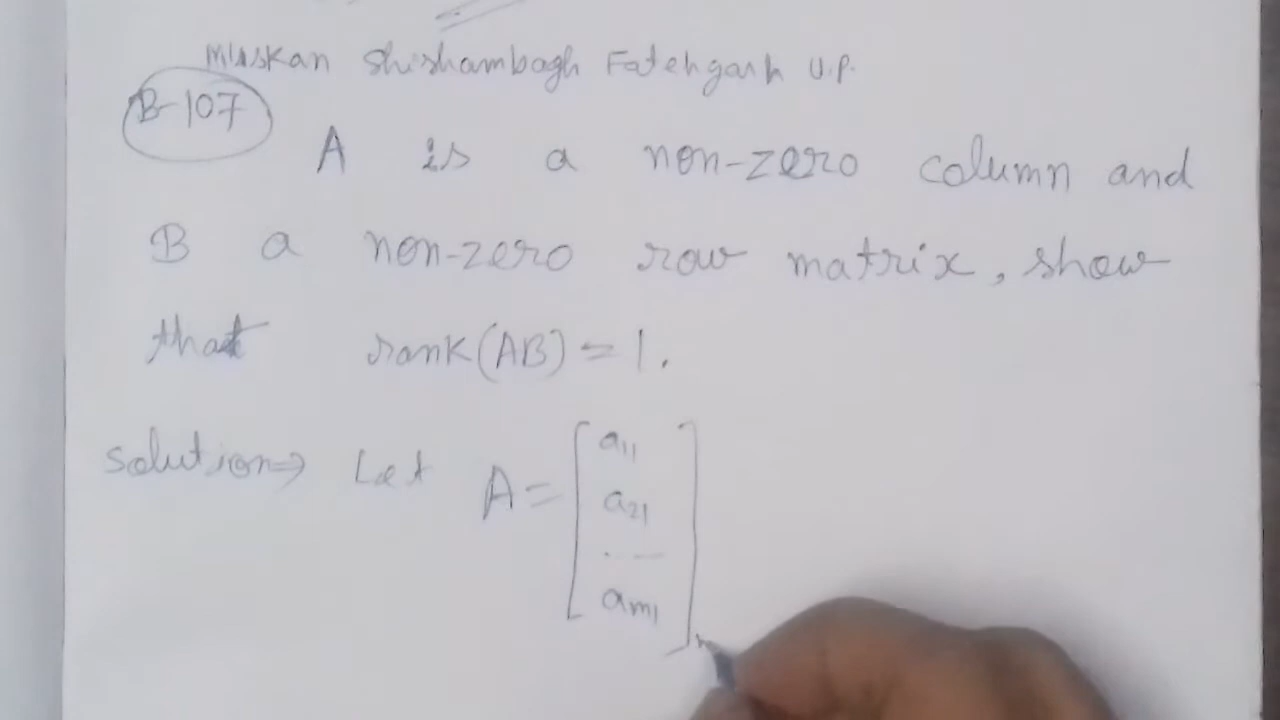 Muskan Shishambagh Fatehgarh U.P.
B-107
A is a non-zero column and
B a non-zero row matrix, show
that rank(AB) = 1.
Solution⇒ Let A = [a11
a21
. —
am1]